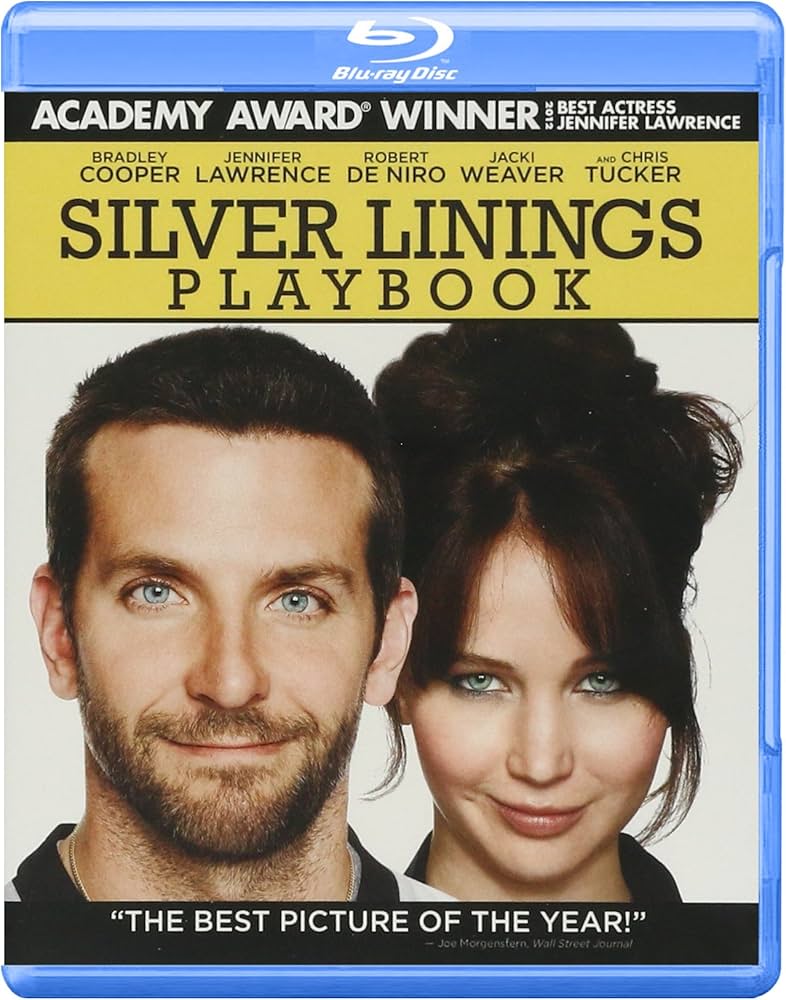 Blu-ray Disc™
ACADEMY AWARD® WINNER 2012 BEST ACTRESS
JENNIFER LAWRENCE
BRADLEY COOPER JENNIFER LAWRENCE ROBERT DE NIRO JACKI WEAVER AND CHRIS TUCKER
SILVER LININGS
PLAYBOOK
“THE BEST PICTURE OF THE YEAR!”
— Joe Morgenstern, Wall Street Journal